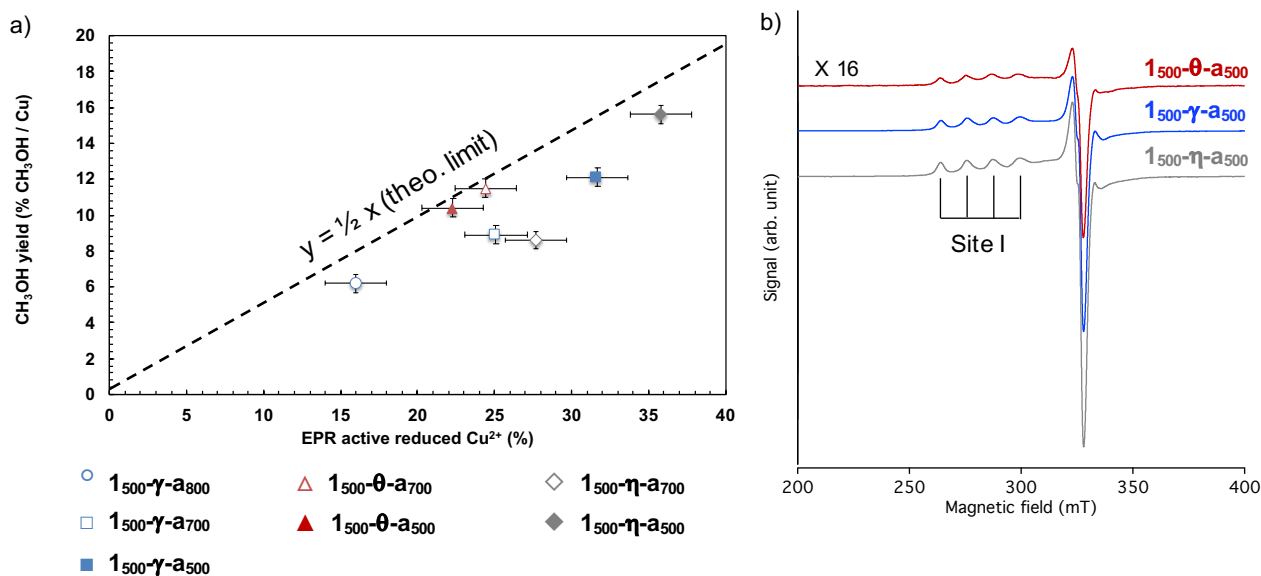 a)
20
18
16
14
12
10
8
6
4
2
0
CH₃OH yield (% CH₃OH / Cu)
y = ½ x (theo. limit)
0 5 10 15 20 25 30 35 40
EPR active reduced Cu²⁺ (%)
1₅₀₀-γ-a₈₀₀ 1₅₀₀-θ-a₇₀₀ 1₅₀₀-η-a₇₀₀
1₅₀₀-γ-a₇₀₀ 1₅₀₀-θ-a₅₀₀ 1₅₀₀-η-a₅₀₀
1₅₀₀-γ-a₅₀₀
b)
X 16
1₅₀₀-θ-a₅₀₀
1₅₀₀-γ-a₅₀₀
1₅₀₀-η-a₅₀₀
Site I
Signal (arb. unit)
200 250 300 350 400
Magnetic field (mT)